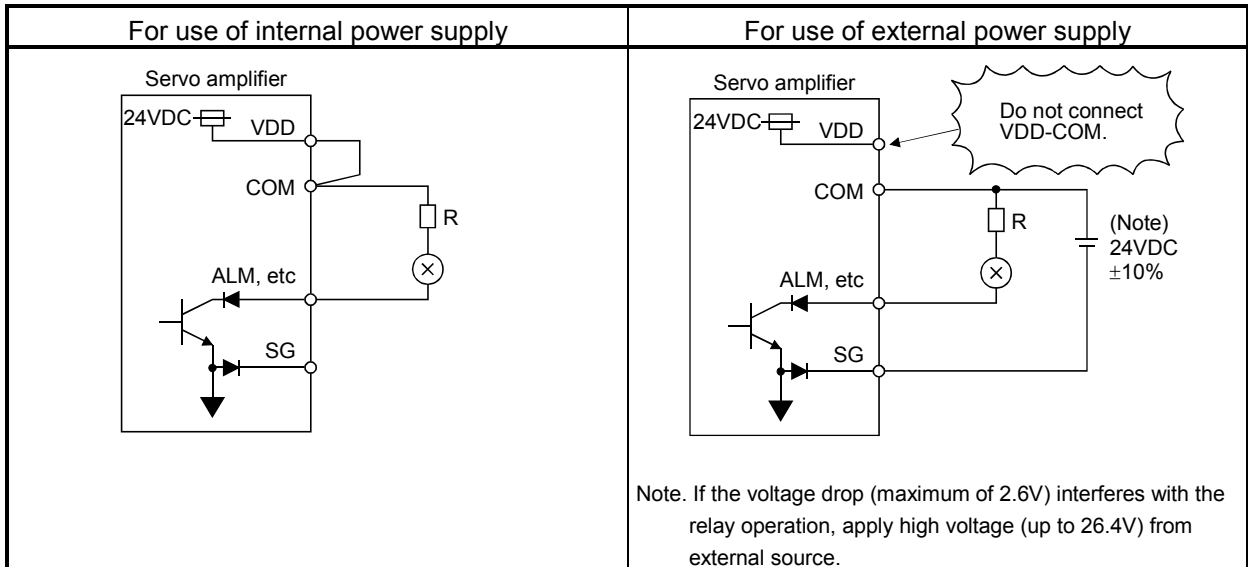 For use of internal power supply
For use of external power supply
Servo amplifier
24VDC
VDD
COM
R
ALM, etc
SG
Servo amplifier
24VDC
VDD
Do not connect
VDD-COM.
COM
R
(Note)
24VDC
±10%
ALM, etc
SG
Note. If the voltage drop (maximum of 2.6V) interferes with the
relay operation, apply high voltage (up to 26.4V) from
external source.